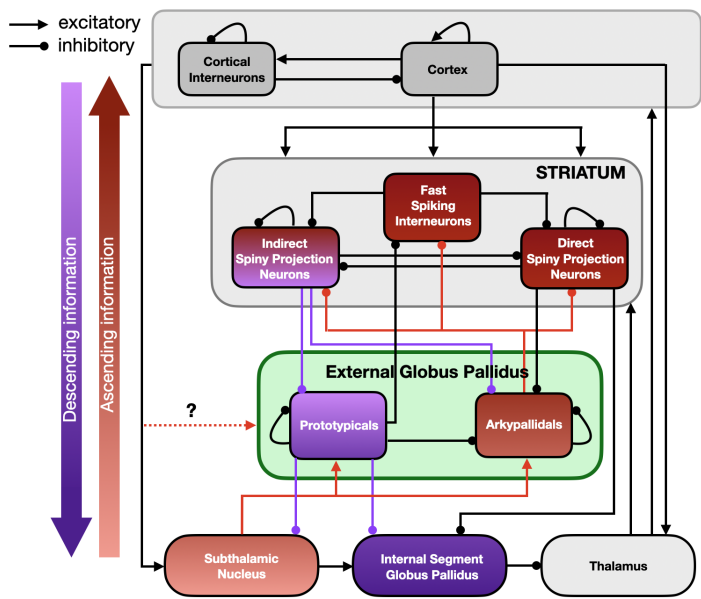 excitatory
inhibitory
Cortical
Interneurons
Cortex
STRIATUM
Fast
Spiking
Interneurons
Indirect
Spiny Projection
Neurons
Direct
Spiny Projection
Neurons
Descending information
Ascending information
External Globus Pallidus
?
Prototypicals
Arkypallidals
Subthalamic
Nucleus
Internal Segment
Globus Pallidus
Thalamus